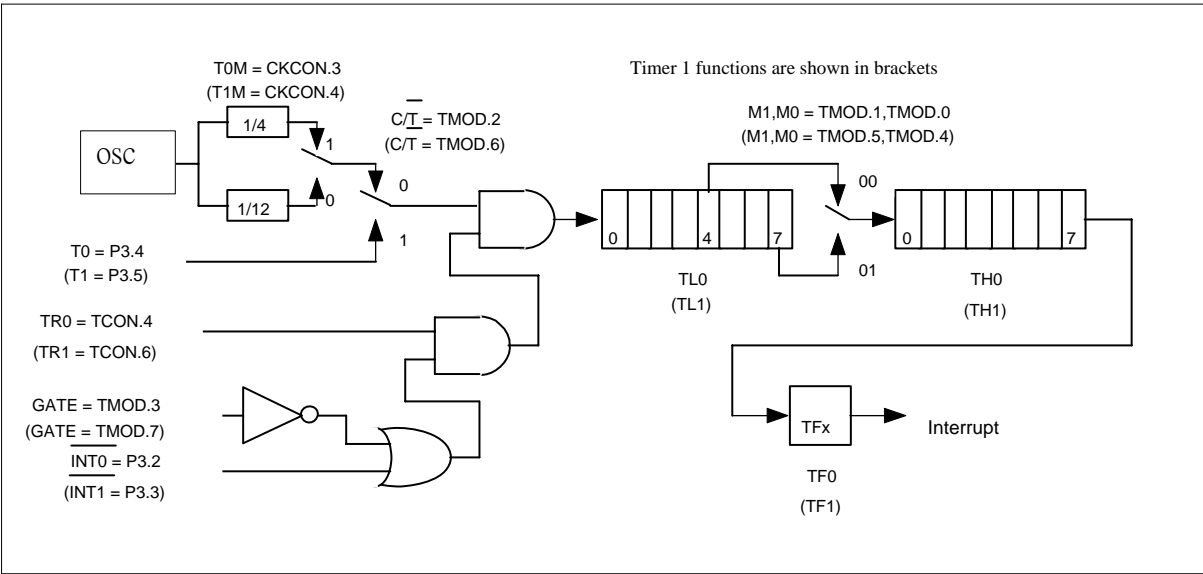 T0M = CKCON.3
(T1M = CKCON.4)
Timer 1 functions are shown in brackets
C/T = TMOD.2
(C/T = TMOD.6)
M1,M0 = TMOD.1,TMOD.0
(M1,M0 = TMOD.5,TMOD.4)
OSC
1/4
1
0
1/12
0
1
T0 = P3.4
(T1 = P3.5)
00
01
0 4 7
TL0
(TL1)
0 7
TH0
(TH1)
TR0 = TCON.4
(TR1 = TCON.6)
GATE = TMOD.3
(GATE = TMOD.7)
INT0 = P3.2
(INT1 = P3.3)
TFx
Interrupt
TF0
(TF1)